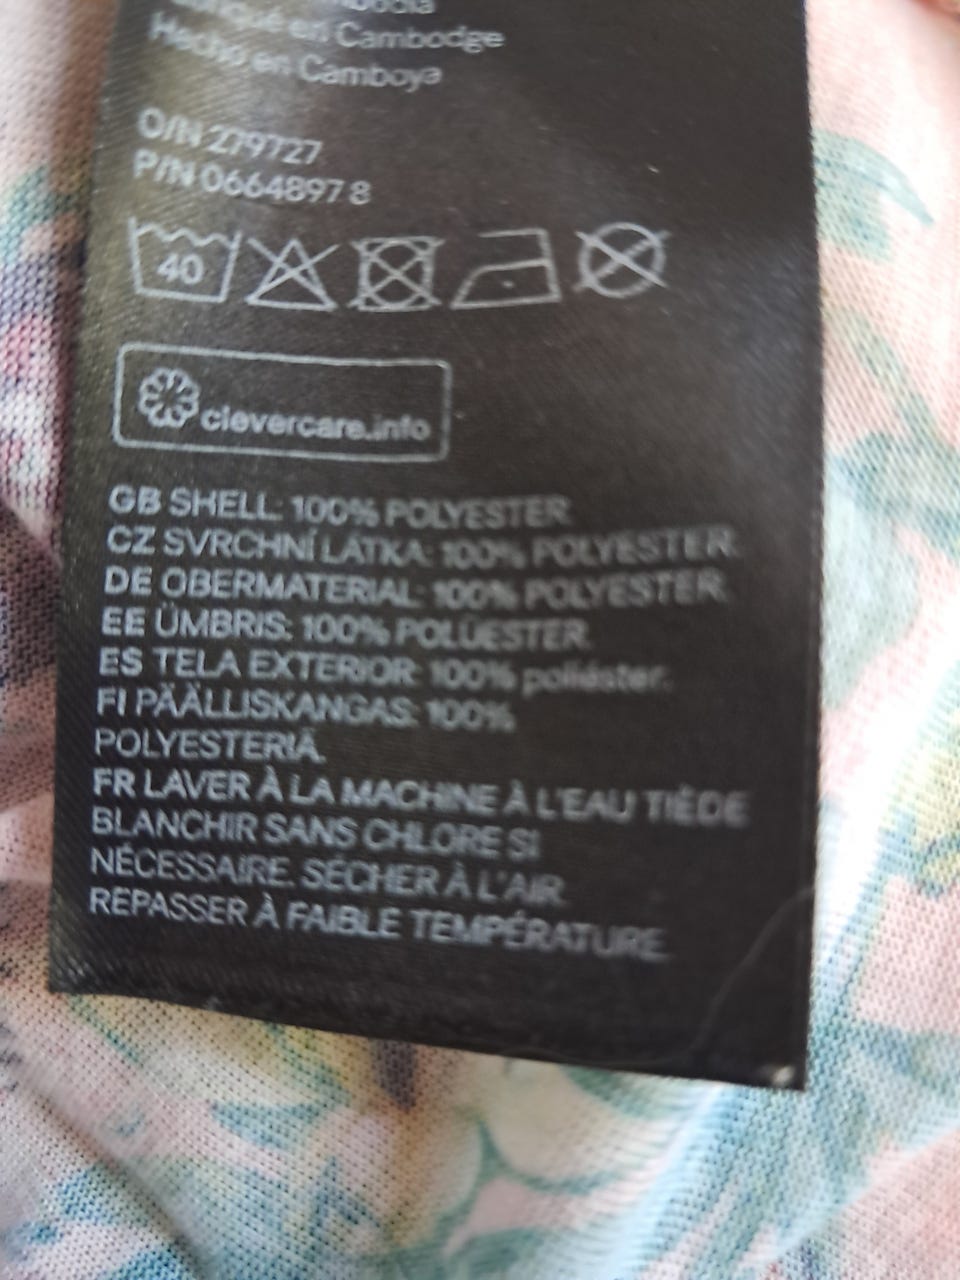 en Cambodge
Hecho en Camboya
O/N 279727
P/N 0664897 8
40
clevercare.info
GB SHELL: 100% POLYESTER.
CZ SVRCHNÍ LÁTKA: 100% POLYESTER.
DE OBERMATERIAL: 100% POLYESTER.
EE ÜMBRIS: 100% POLÜESTER.
ES TELA EXTERIOR: 100% poliéster.
FI PÄÄLLISKANGAS: 100%
POLYESTERIÄ.
FR LAVER À LA MACHINE À L'EAU TIÈDE
BLANCHIR SANS CHLORE SI
NÉCESSAIRE. SÉCHER À L'AIR.
REPASSER À FAIBLE TEMPÉRATURE.